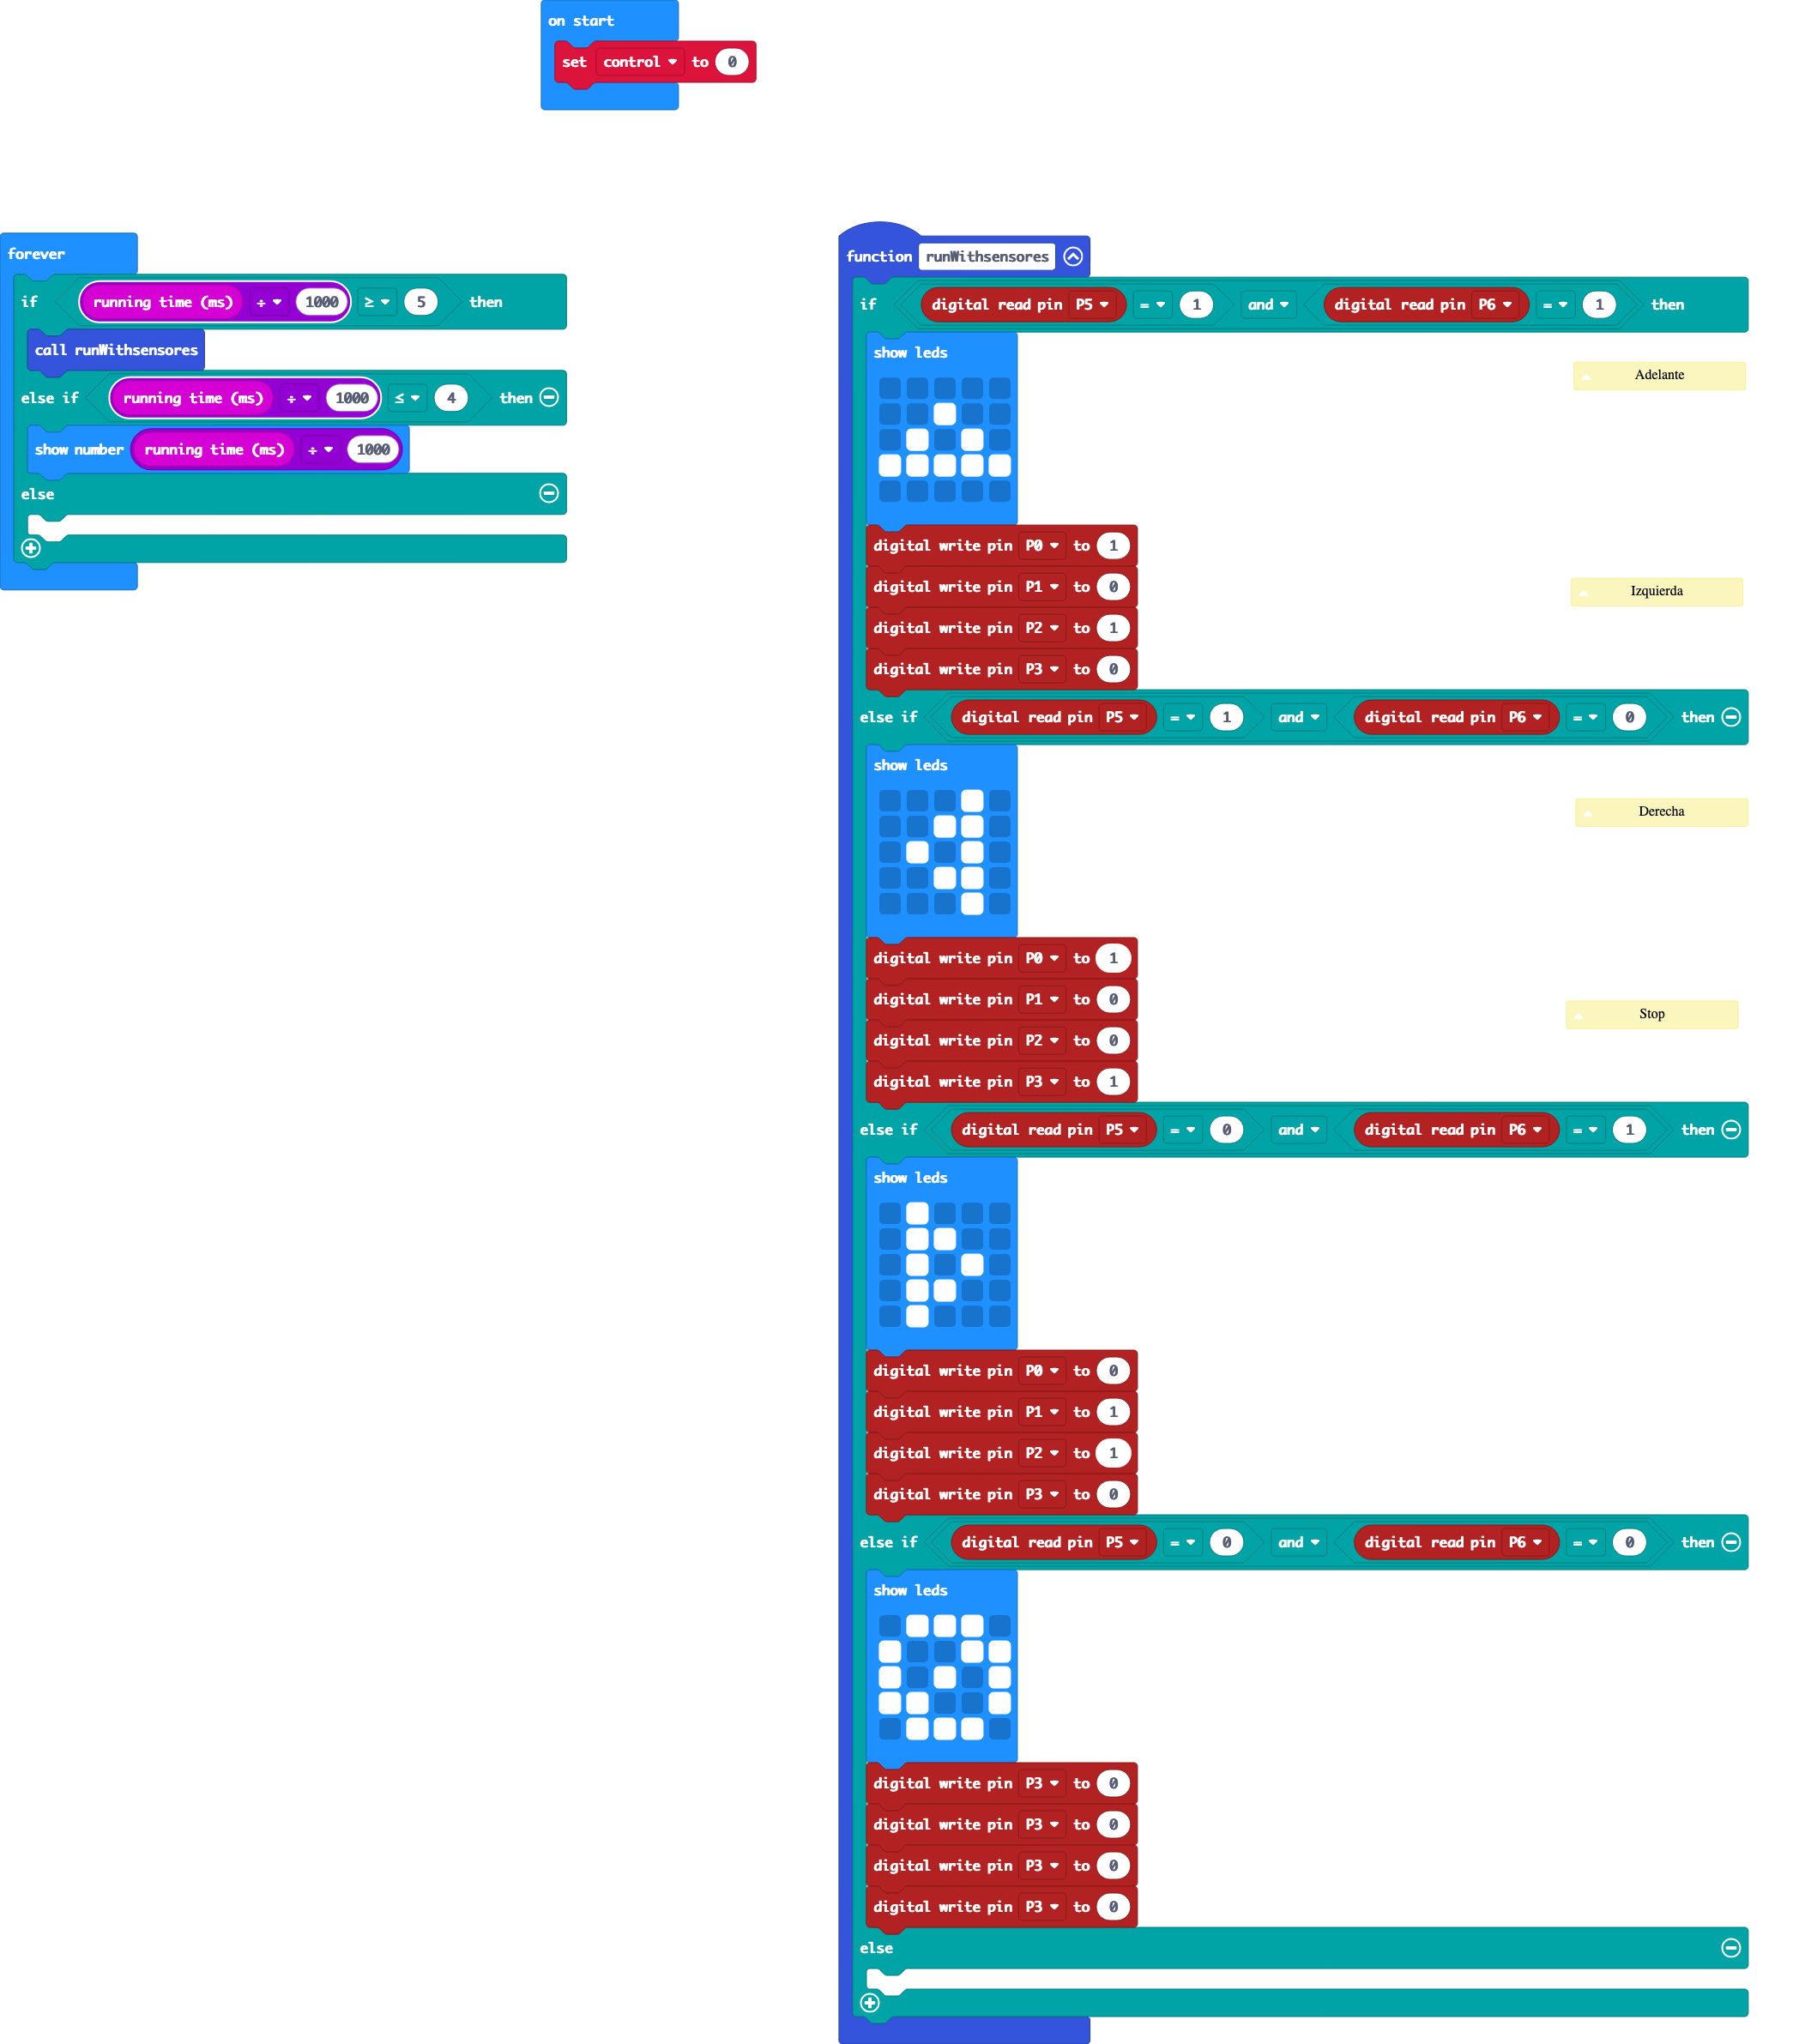 on start
set control to 0
forever
if running time (ms) ÷ 1000 ≥ 5 then
call runWithsensores
else if running time (ms) ÷ 1000 ≤ 4 then
show number running time (ms) ÷ 1000
else
function runWithsensores
if digital read pin P5 = 1 and digital read pin P6 = 1 then
show leds
Adelante
digital write pin P0 to 1
digital write pin P1 to 0
Izquierda
digital write pin P2 to 1
digital write pin P3 to 0
else if digital read pin P5 = 1 and digital read pin P6 = 0 then
show leds
Derecha
digital write pin P0 to 1
digital write pin P1 to 0
Stop
digital write pin P2 to 0
digital write pin P3 to 1
else if digital read pin P5 = 0 and digital read pin P6 = 1 then
show leds
digital write pin P0 to 0
digital write pin P1 to 1
digital write pin P2 to 1
digital write pin P3 to 0
else if digital read pin P5 = 0 and digital read pin P6 = 0 then
show leds
digital write pin P3 to 0
digital write pin P3 to 0
digital write pin P3 to 0
digital write pin P3 to 0
else